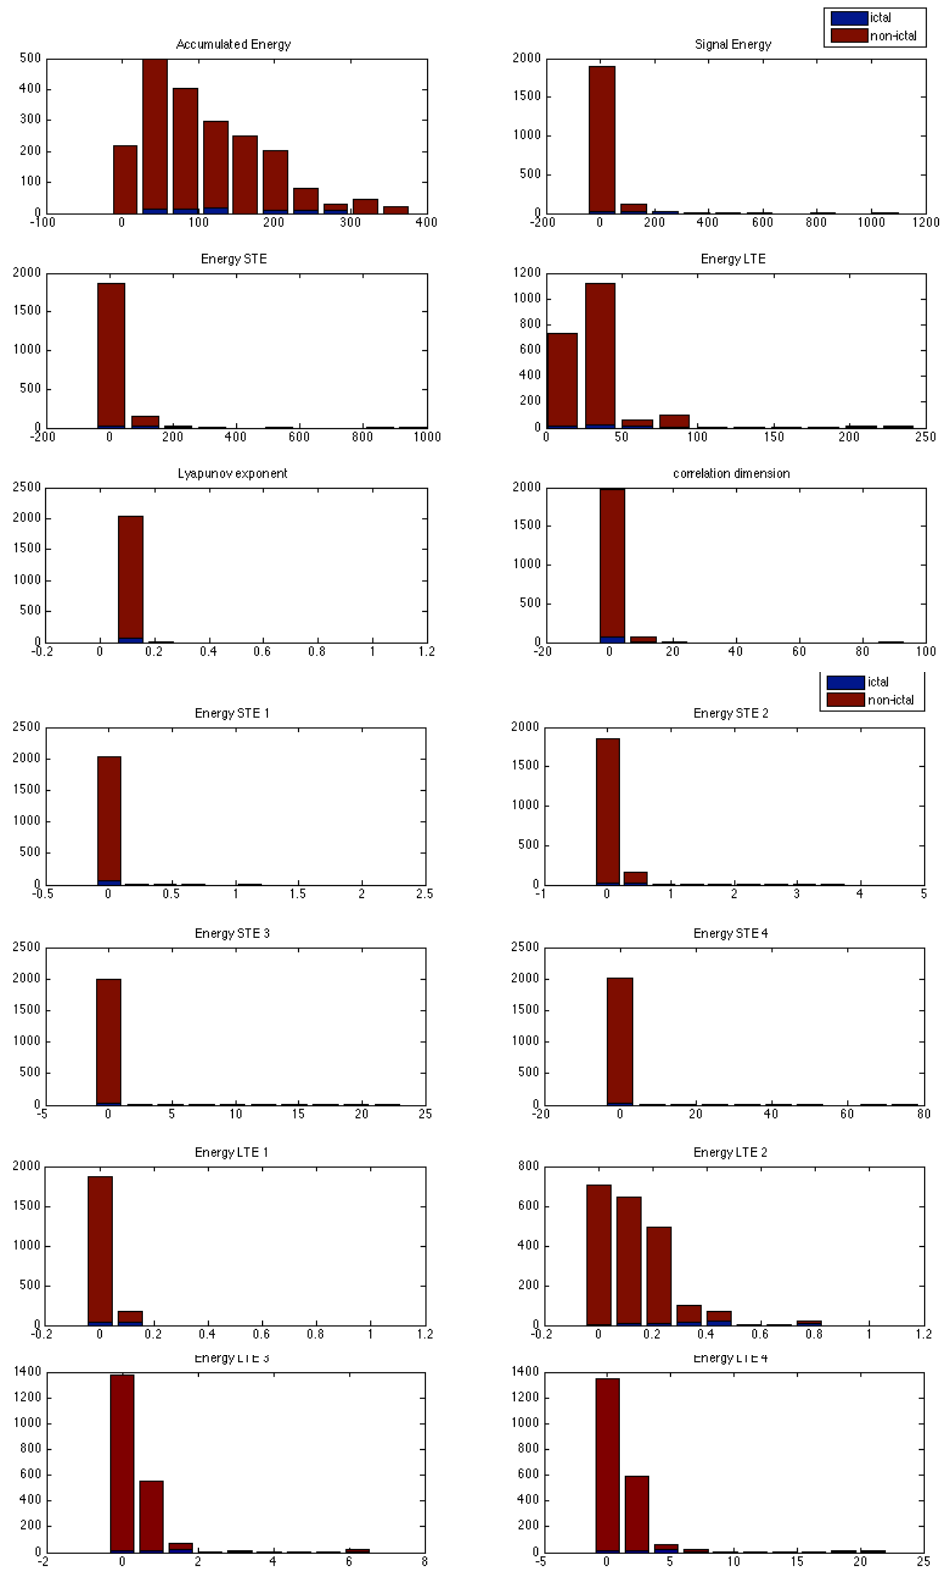 ictal
non-ictal
Accumulated Energy
Signal Energy
500
400
300
200
100
0
-100 0 100 200 300 400
2000
1500
1000
500
0
-200 0 200 400 600 800 1000 1200
Energy STE
Energy LTE
2000
1500
1000
500
0
-200 0 200 400 600 800 1000
1200
1000
800
600
400
200
0
0 50 100 150 200 250
Lyapunov exponent
correlation dimension
2500
2000
1500
1000
500
0
-0.2 0 0.2 0.4 0.6 0.8 1 1.2
2000
1500
1000
500
0
-20 0 20 40 60 80 100
ictal
non-ictal
Energy STE 1
Energy STE 2
2500
2000
1500
1000
500
0
-0.5 0 0.5 1 1.5 2 2.5
2000
1500
1000
500
0
-1 0 1 2 3 4 5
Energy STE 3
Energy STE 4
2500
2000
1500
1000
500
0
-5 0 5 10 15 20 25
2500
2000
1500
1000
500
0
-20 0 20 40 60 80
Energy LTE 1
Energy LTE 2
2000
1500
1000
500
0
-0.2 0 0.2 0.4 0.6 0.8 1 1.2
800
600
400
200
0
-0.2 0 0.2 0.4 0.6 0.8 1 1.2
Energy LTE 3
Energy LTE 4
1400
1200
1000
800
600
400
200
0
-2 0 2 4 6 8
1400
1200
1000
800
600
400
200
0
-5 0 5 10 15 20 25